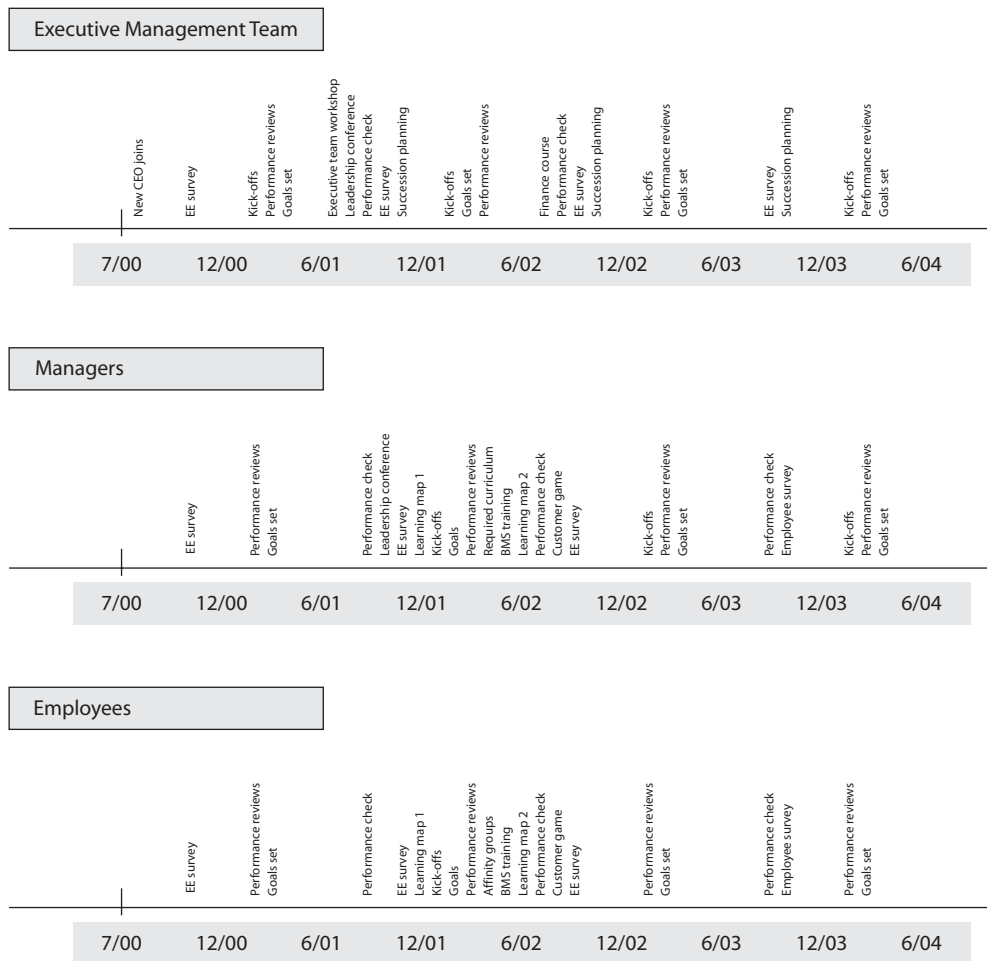 Executive Management Team
New CEO joins
EE survey
Kick-offs
Performance reviews
Goals set
Executive team workshop
Leadership conference
Performance check
EE survey
Succession planning
Kick-offs
Goals set
Performance reviews
Finance course
Performance check
EE survey
Succession planning
Kick-offs
Performance reviews
Goals set
EE survey
Succession planning
Kick-offs
Performance reviews
Goals set
7/00 12/00 6/01 12/01 6/02 12/02 6/03 12/03 6/04
Managers
EE survey
Performance reviews
Goals set
Performance check
Leadership conference
EE survey
Learning map 1
Kick-offs
Goals
Performance reviews
Required curriculum
BMS training
Learning map 2
Performance check
Customer game
EE survey
Kick-offs
Performance reviews
Goals set
Performance check
Employee survey
Kick-offs
Performance reviews
Goals set
7/00 12/00 6/01 12/01 6/02 12/02 6/03 12/03 6/04
Employees
EE survey
Performance reviews
Goals set
Performance check
EE survey
Learning map 1
Kick-offs
Goals
Performance reviews
Affinity groups
BMS training
Learning map 2
Performance check
Customer game
EE survey
Performance reviews
Goals set
Performance check
Employee survey
Performance reviews
Goals set
7/00 12/00 6/01 12/01 6/02 12/02 6/03 12/03 6/04